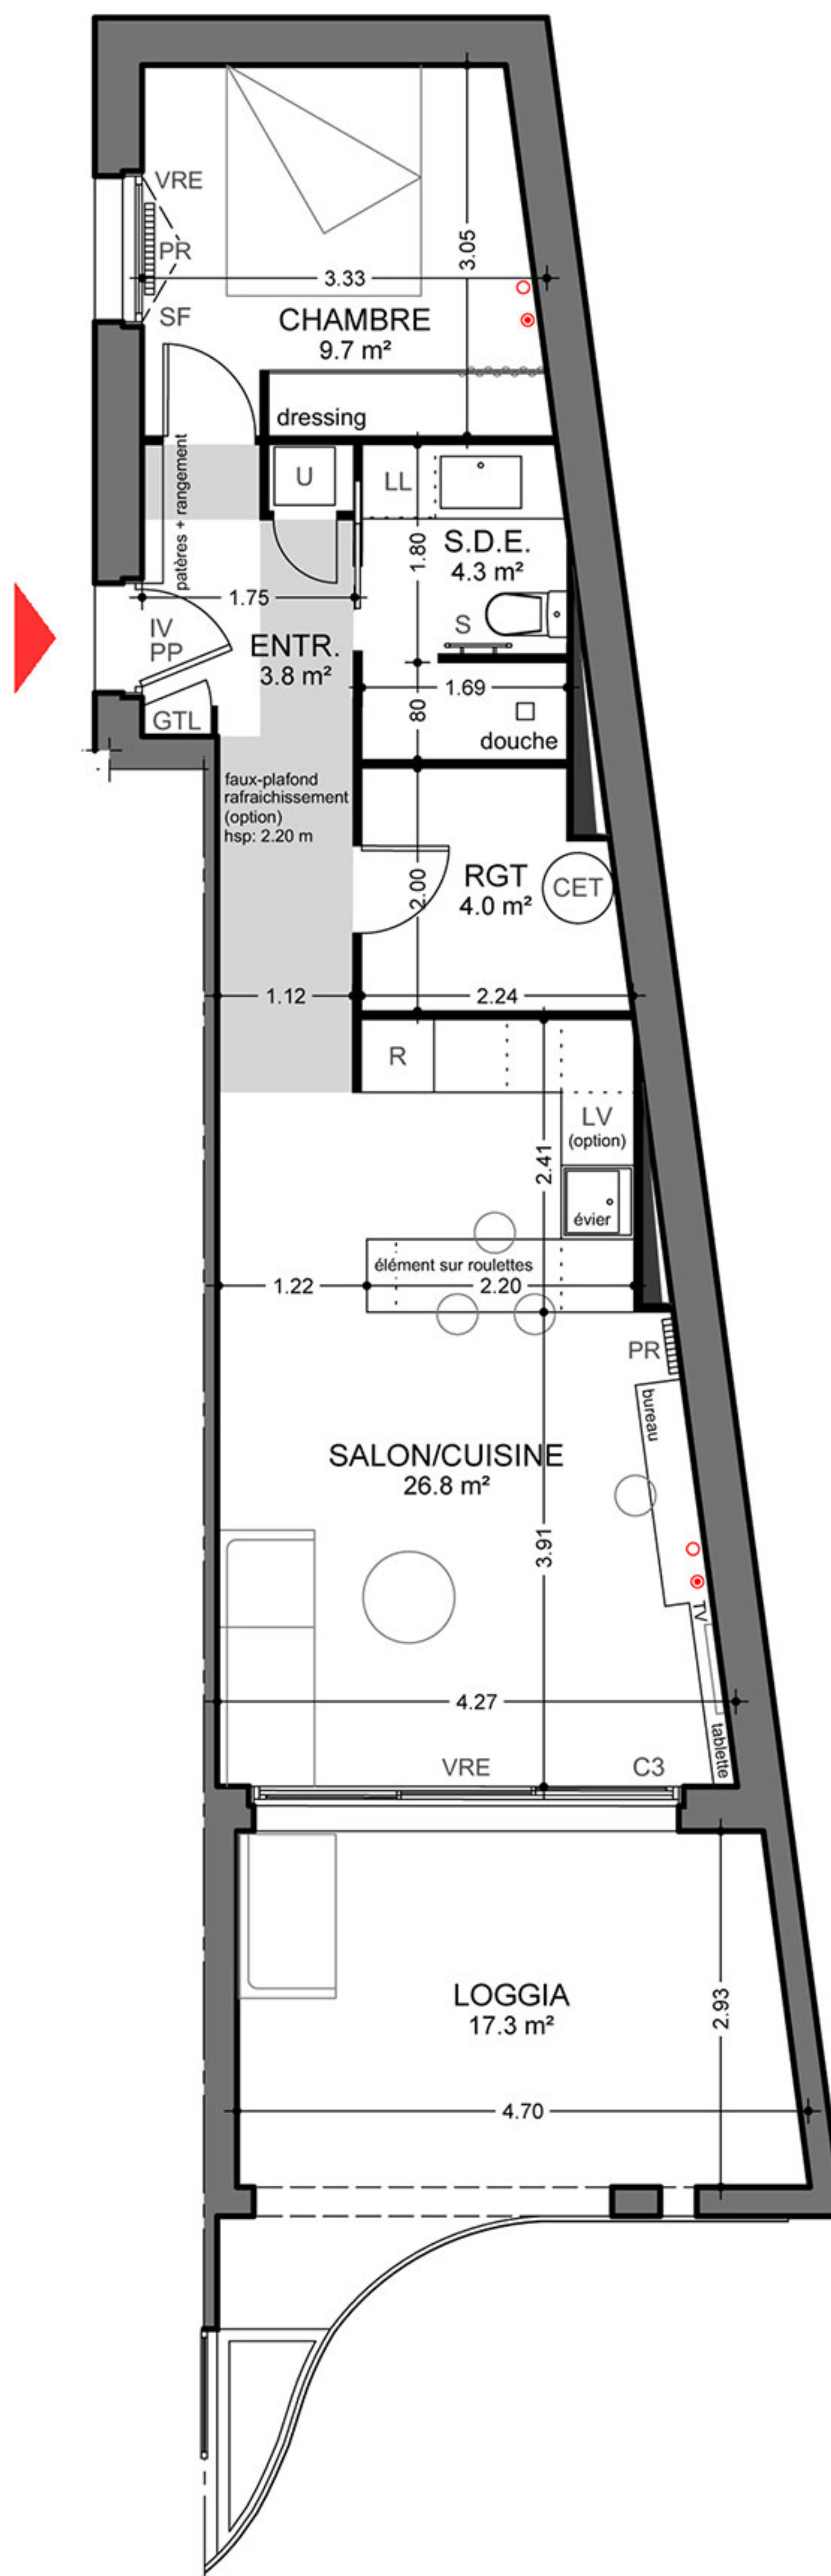 VRE
PR
3.33
3.05
SF
CHAMBRE
9.7 m²
dressing
patères + rangement
U
LL
S.D.E.
4.3 m²
1.80
1.75
S
IV
PP
ENTR.
3.8 m²
1.69
80
GTL
douche
faux-plafond
rafraichissement
(option)
hsp: 2.20 m
RGT
4.0 m²
CET
2.00
1.12
2.24
R
LV
(option)
2.41
évier
élément sur roulettes
1.22
2.20
PR
bureau
SALON/CUISINE
26.8 m²
3.91
TV
4.27
tablette
VRE
C3
LOGGIA
17.3 m²
2.93
4.70